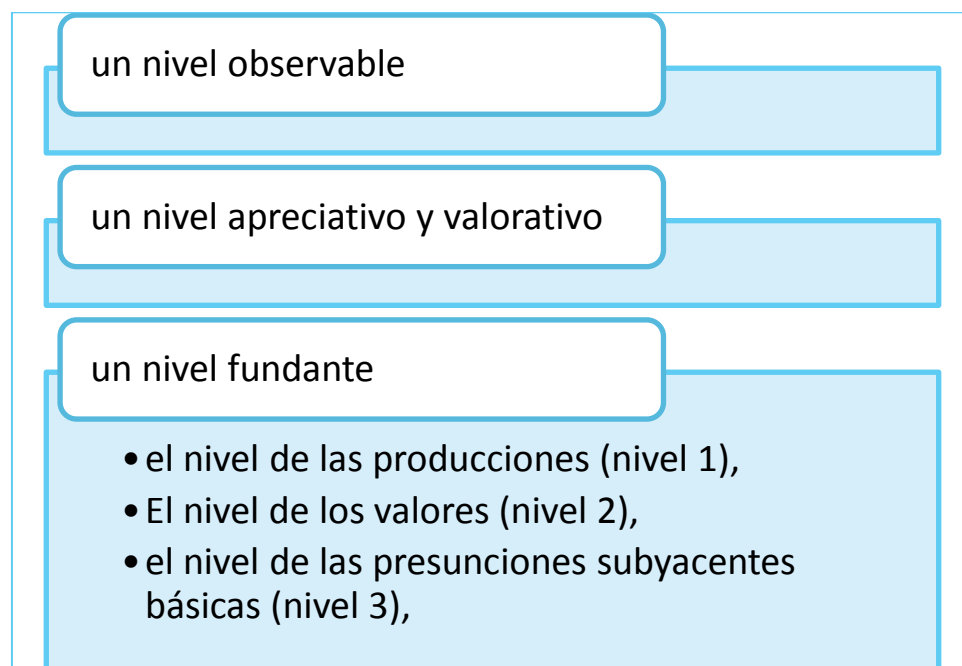 un nivel observable
un nivel apreciativo y valorativo
un nivel fundante
•el nivel de las producciones (nivel 1),
•El nivel de los valores (nivel 2),
•el nivel de las presunciones subyacentes
básicas (nivel 3),